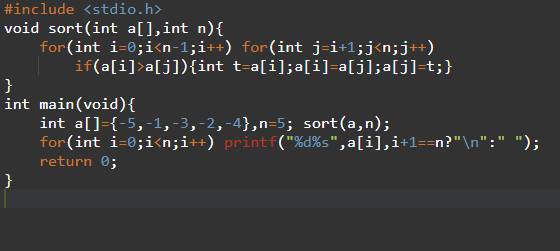 #include <stdio.h>
void sort(int a[],int n){
    for(int i=0;i<n-1;i++) for(int j=i+1;j<n;j++)
        if(a[i]>a[j]){int t=a[i];a[i]=a[j];a[j]=t;}
}
int main(void){
    int a[]={-5,-1,-3,-2,-4},n=5; sort(a,n);
    for(int i=0;i<n;i++) printf("%d%s",a[i],i+1==n?"\n":" ");
    return 0;
}